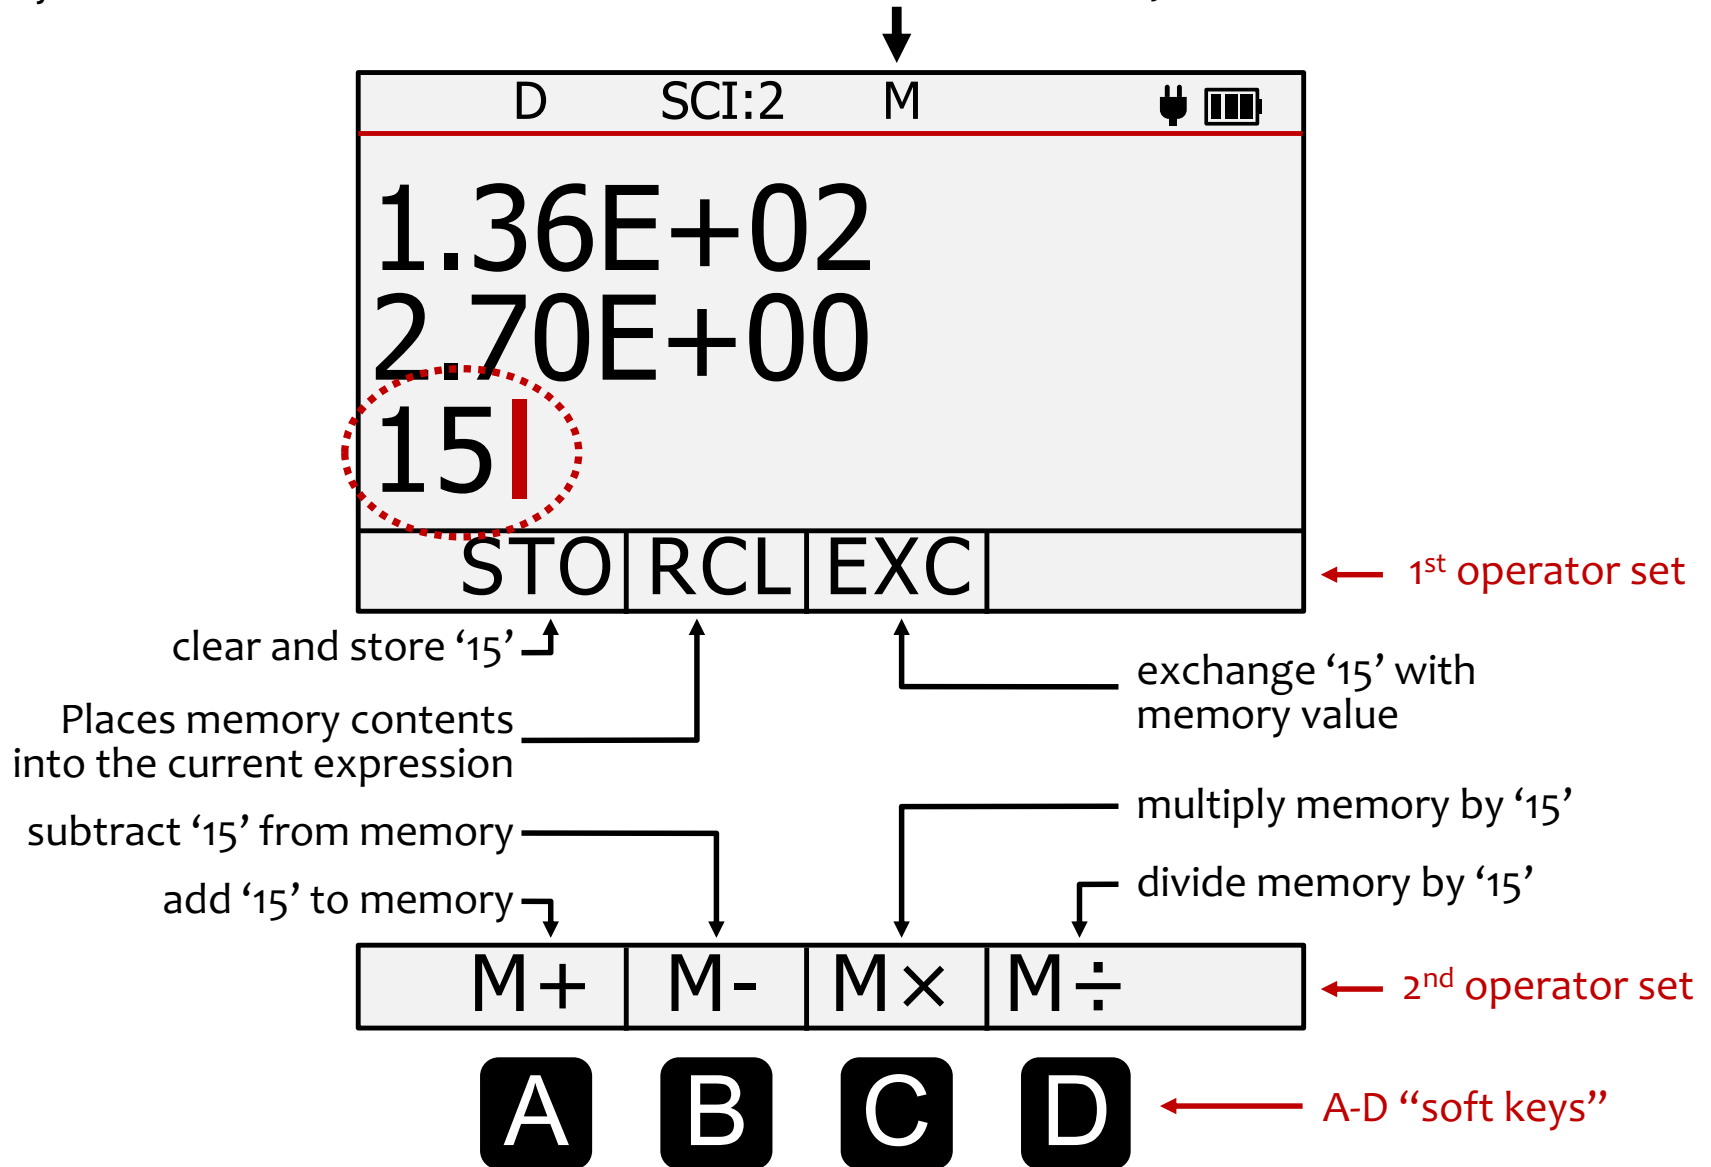 D SCI:2 M
1.36E+02
2.70E+00
15
STO RCL EXC
1st operator set
clear and store ‘15’
exchange ‘15’ with
memory value
Places memory contents
into the current expression
multiply memory by ‘15’
subtract ‘15’ from memory
divide memory by ‘15’
add ‘15’ to memory
M+ M- M× M÷
2nd operator set
A B C D
A-D “soft keys”